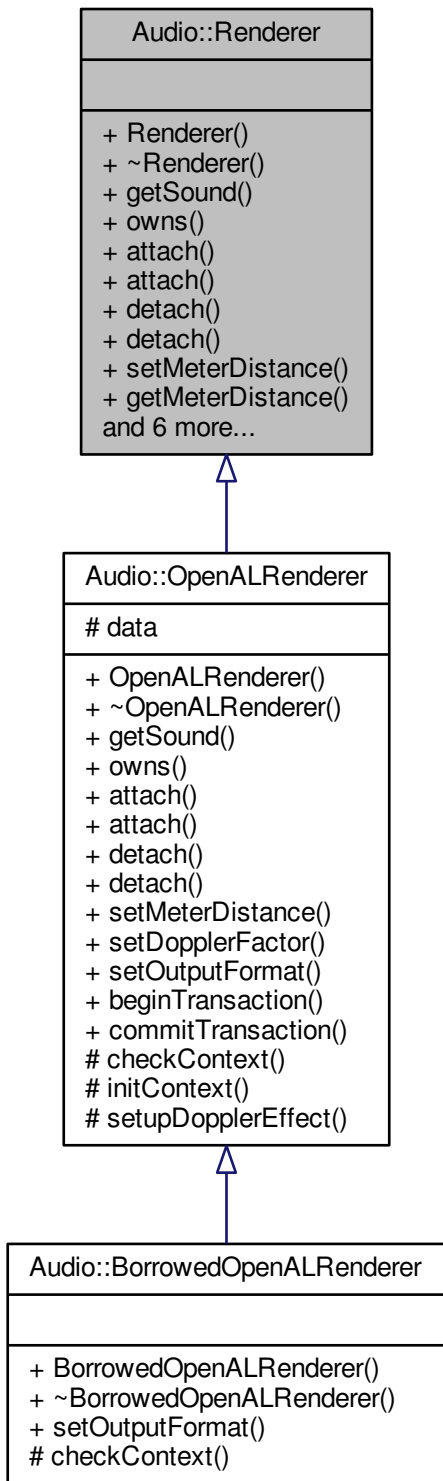 Audio::Renderer
+ Renderer()
+ ~Renderer()
+ getSound()
+ owns()
+ attach()
+ attach()
+ detach()
+ detach()
+ setMeterDistance()
+ getMeterDistance()
and 6 more...
Audio::OpenALRenderer
# data
+ OpenALRenderer()
+ ~OpenALRenderer()
+ getSound()
+ owns()
+ attach()
+ attach()
+ detach()
+ detach()
+ setMeterDistance()
+ setDopplerFactor()
+ setOutputFormat()
+ beginTransaction()
+ commitTransaction()
# checkContext()
# initContext()
# setupDopplerEffect()
Audio::BorrowedOpenALRenderer
+ BorrowedOpenALRenderer()
+ ~BorrowedOpenALRenderer()
+ setOutputFormat()
# checkContext()